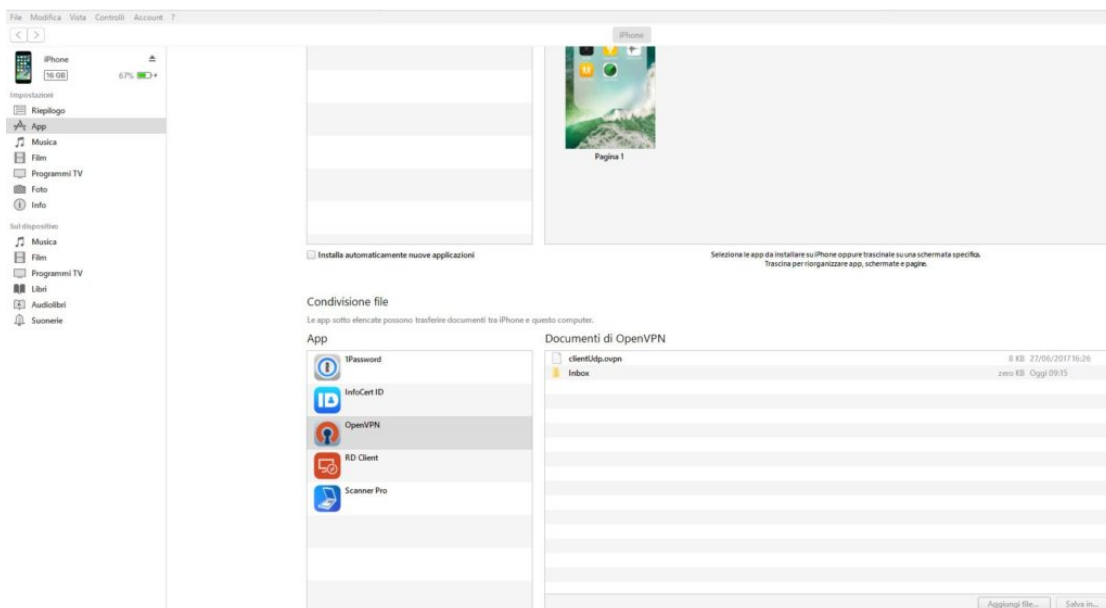 File Modifica Vista Controlli Account ?
iPhone
iPhone
16 GB 67%
Impostazioni
Riepilogo
App
Musica
Film
Programmi TV
Foto
Info
Sul dispositivo
Musica
Film
Programmi TV
Libri
Audiolibri
Suonerie
Pagina 1
Installa automaticamente nuove applicazioni
Seleziona le app da installare su iPhone oppure trascinale su una schermata specifica.
Trascina per riorganizzare app, schermate e pagine.
Condivisione file
Le app sotto elencate possono trasferire documenti tra iPhone e questo computer.
App
1Password
InfoCert ID
ID
OpenVPN
RD Client
Scanner Pro
Documenti di OpenVPN
clientUdp.ovpn 8 KB 27/06/2017 16:26
Inbox zero KB Oggi 09:15
Aggiungi file... Salva in...